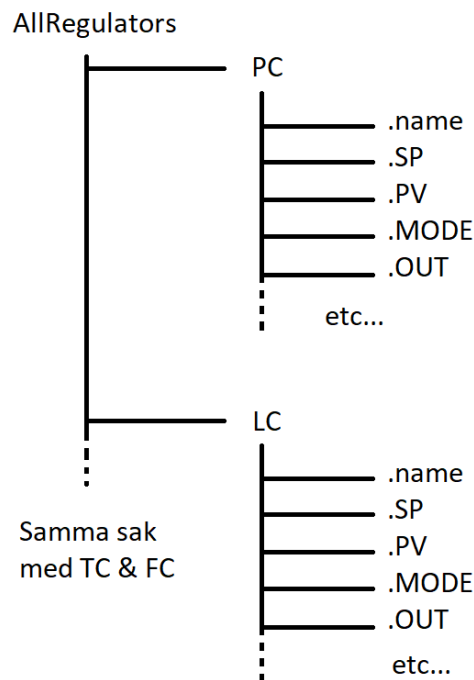 AllRegulators
PC
.name
.SP
.PV
.MODE
.OUT
etc...
LC
.name
.SP
.PV
.MODE
.OUT
etc...
Samma sak
med TC & FC